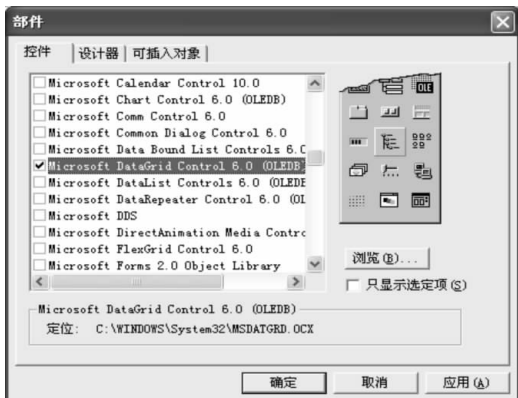 部件
控件 设计器 可插入对象
Microsoft Calendar Control 10.0
Microsoft Chart Control 6.0 (OLEDB)
Microsoft Comm Control 6.0
Microsoft Common Dialog Control 6.0
Microsoft Data Bound List Controls 6.0
Microsoft DataGrid Control 6.0 (OLEDB)
Microsoft DataList Controls 6.0 (OLEDB
Microsoft DataRepeater Control 6.0 (OL
Microsoft DDS
Microsoft DirectAnimation Media Contro
Microsoft FlexGrid Control 6.0
Microsoft Forms 2.0 Object Library
OLE
浏览(B)...
只显示选定项(S)
Microsoft DataGrid Control 6.0 (OLEDB)
定位: C:\WINDOWS\System32\MSDATGRD.OCX
确定 取消 应用(A)